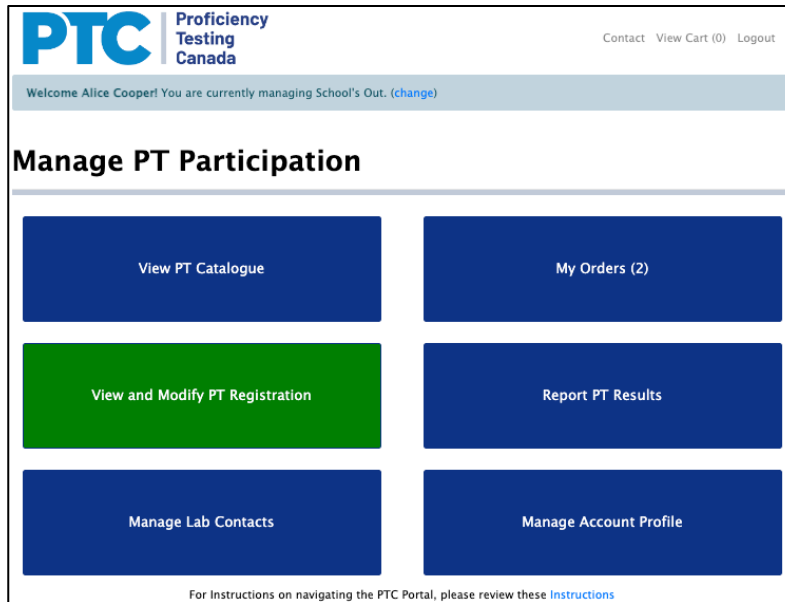 PTC
Proficiency
Testing
Canada
Contact View Cart (0) Logout
Welcome Alice Cooper! You are currently managing School's Out. (change)
Manage PT Participation
View PT Catalogue
My Orders (2)
View and Modify PT Registration
Report PT Results
Manage Lab Contacts
Manage Account Profile
For Instructions on navigating the PTC Portal, please review these Instructions